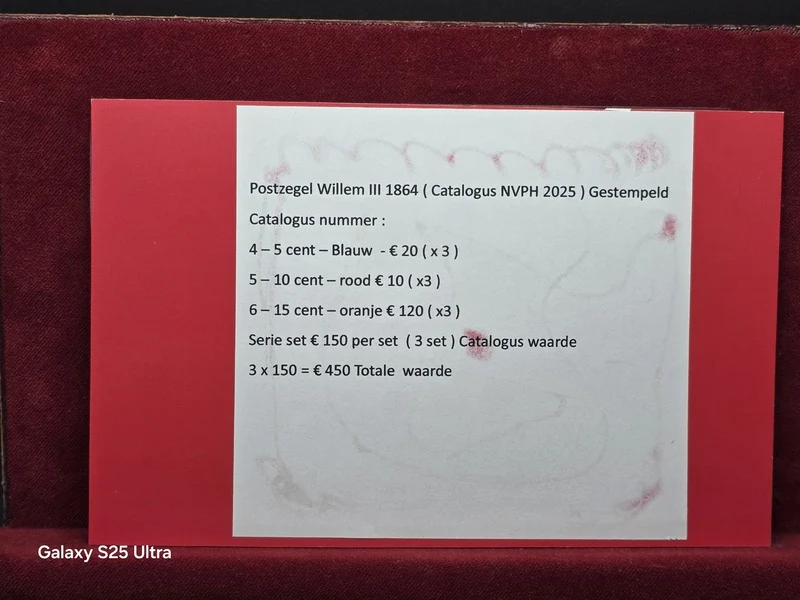 Postzegel Willem III 1864 ( Catalogus NVPH 2025 ) Gestempeld
Catalogus nummer :
4 – 5 cent – Blauw - € 20 ( x 3 )
5 – 10 cent – rood € 10 ( x3 )
6 – 15 cent – oranje € 120 ( x3 )
Serie set € 150 per set ( 3 set ) Catalogus waarde
3 x 150 = € 450 Totale waarde
Galaxy S25 Ultra